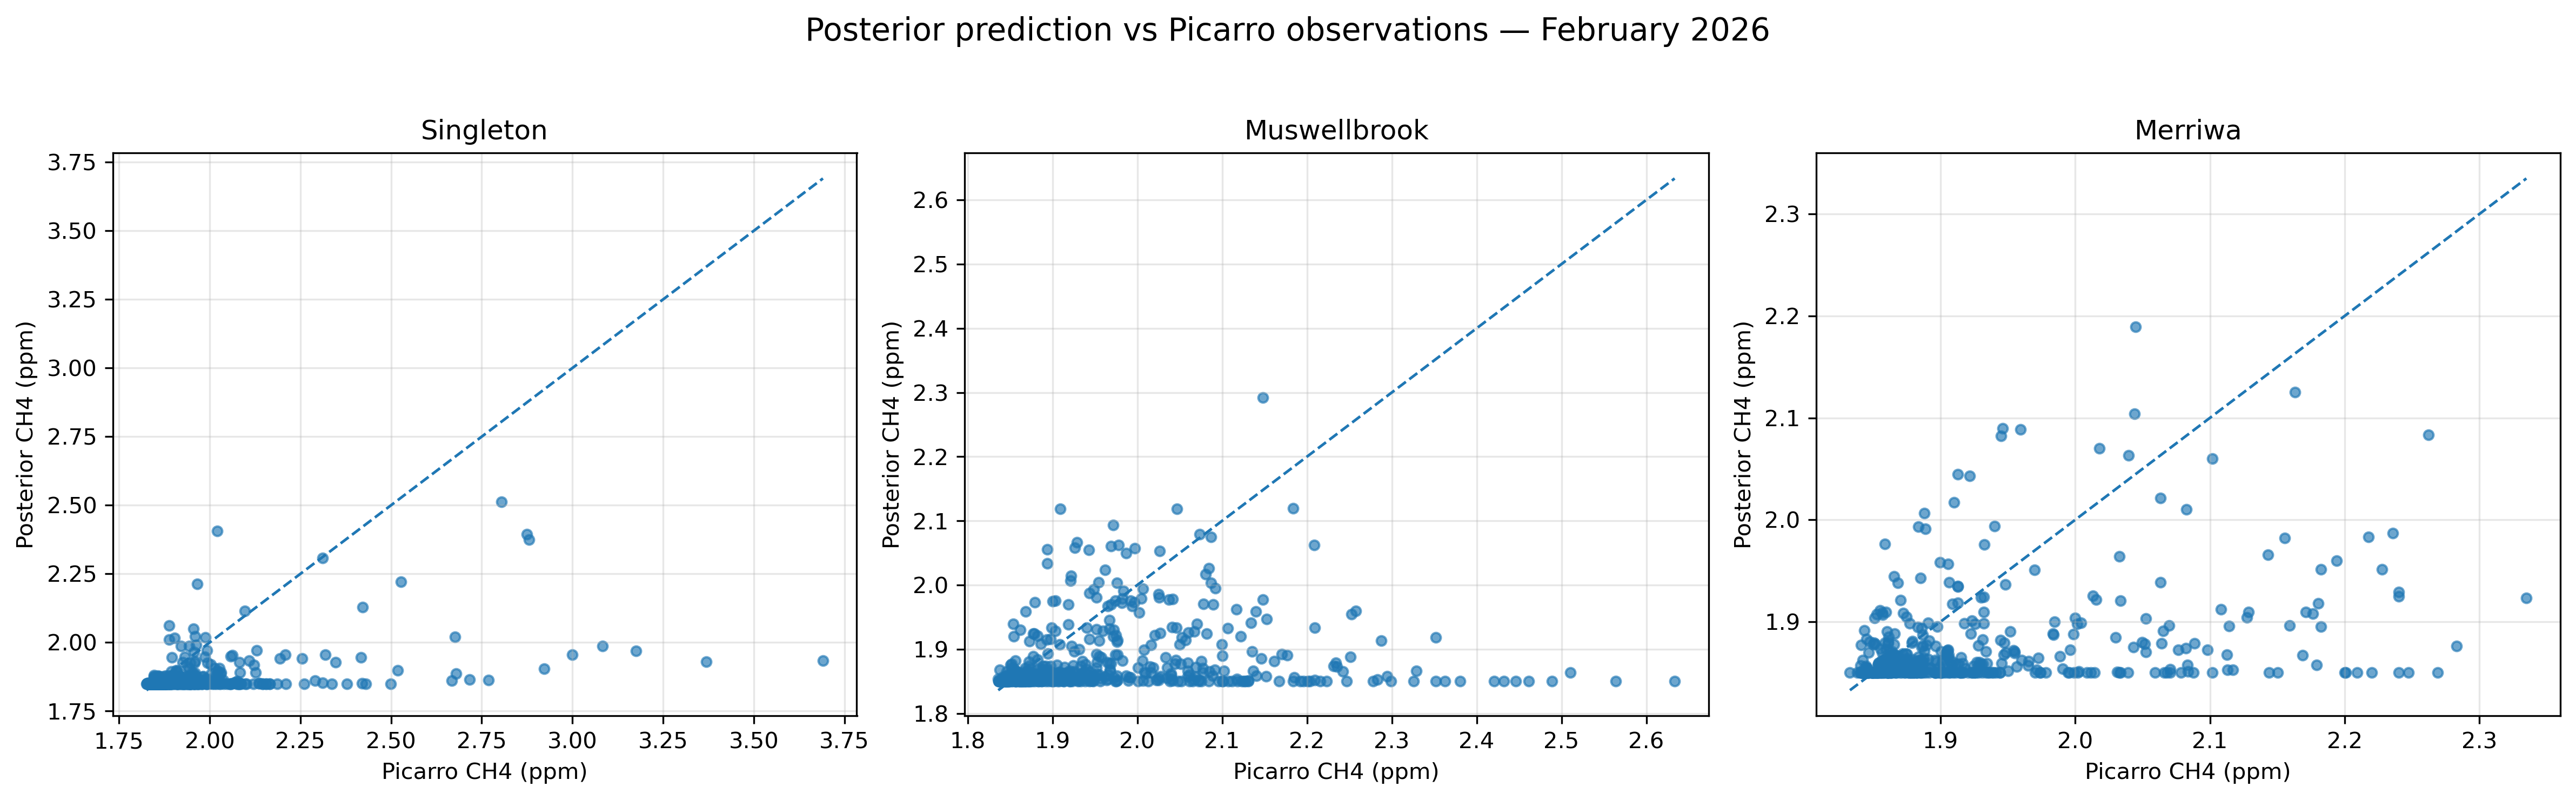 Posterior prediction vs Picarro observations — February 2026
Singleton
3.75
3.50
3.25
3.00
2.75
2.50
2.25
2.00
1.75
Posterior CH4 (ppm)
1.75 2.00 2.25 2.50 2.75 3.00 3.25 3.50 3.75
Picarro CH4 (ppm)
Muswellbrook
2.6
2.5
2.4
2.3
2.2
2.1
2.0
1.9
1.8
Posterior CH4 (ppm)
1.8 1.9 2.0 2.1 2.2 2.3 2.4 2.5 2.6
Picarro CH4 (ppm)
Merriwa
2.3
2.2
2.1
2.0
1.9
Posterior CH4 (ppm)
1.9 2.0 2.1 2.2 2.3
Picarro CH4 (ppm)